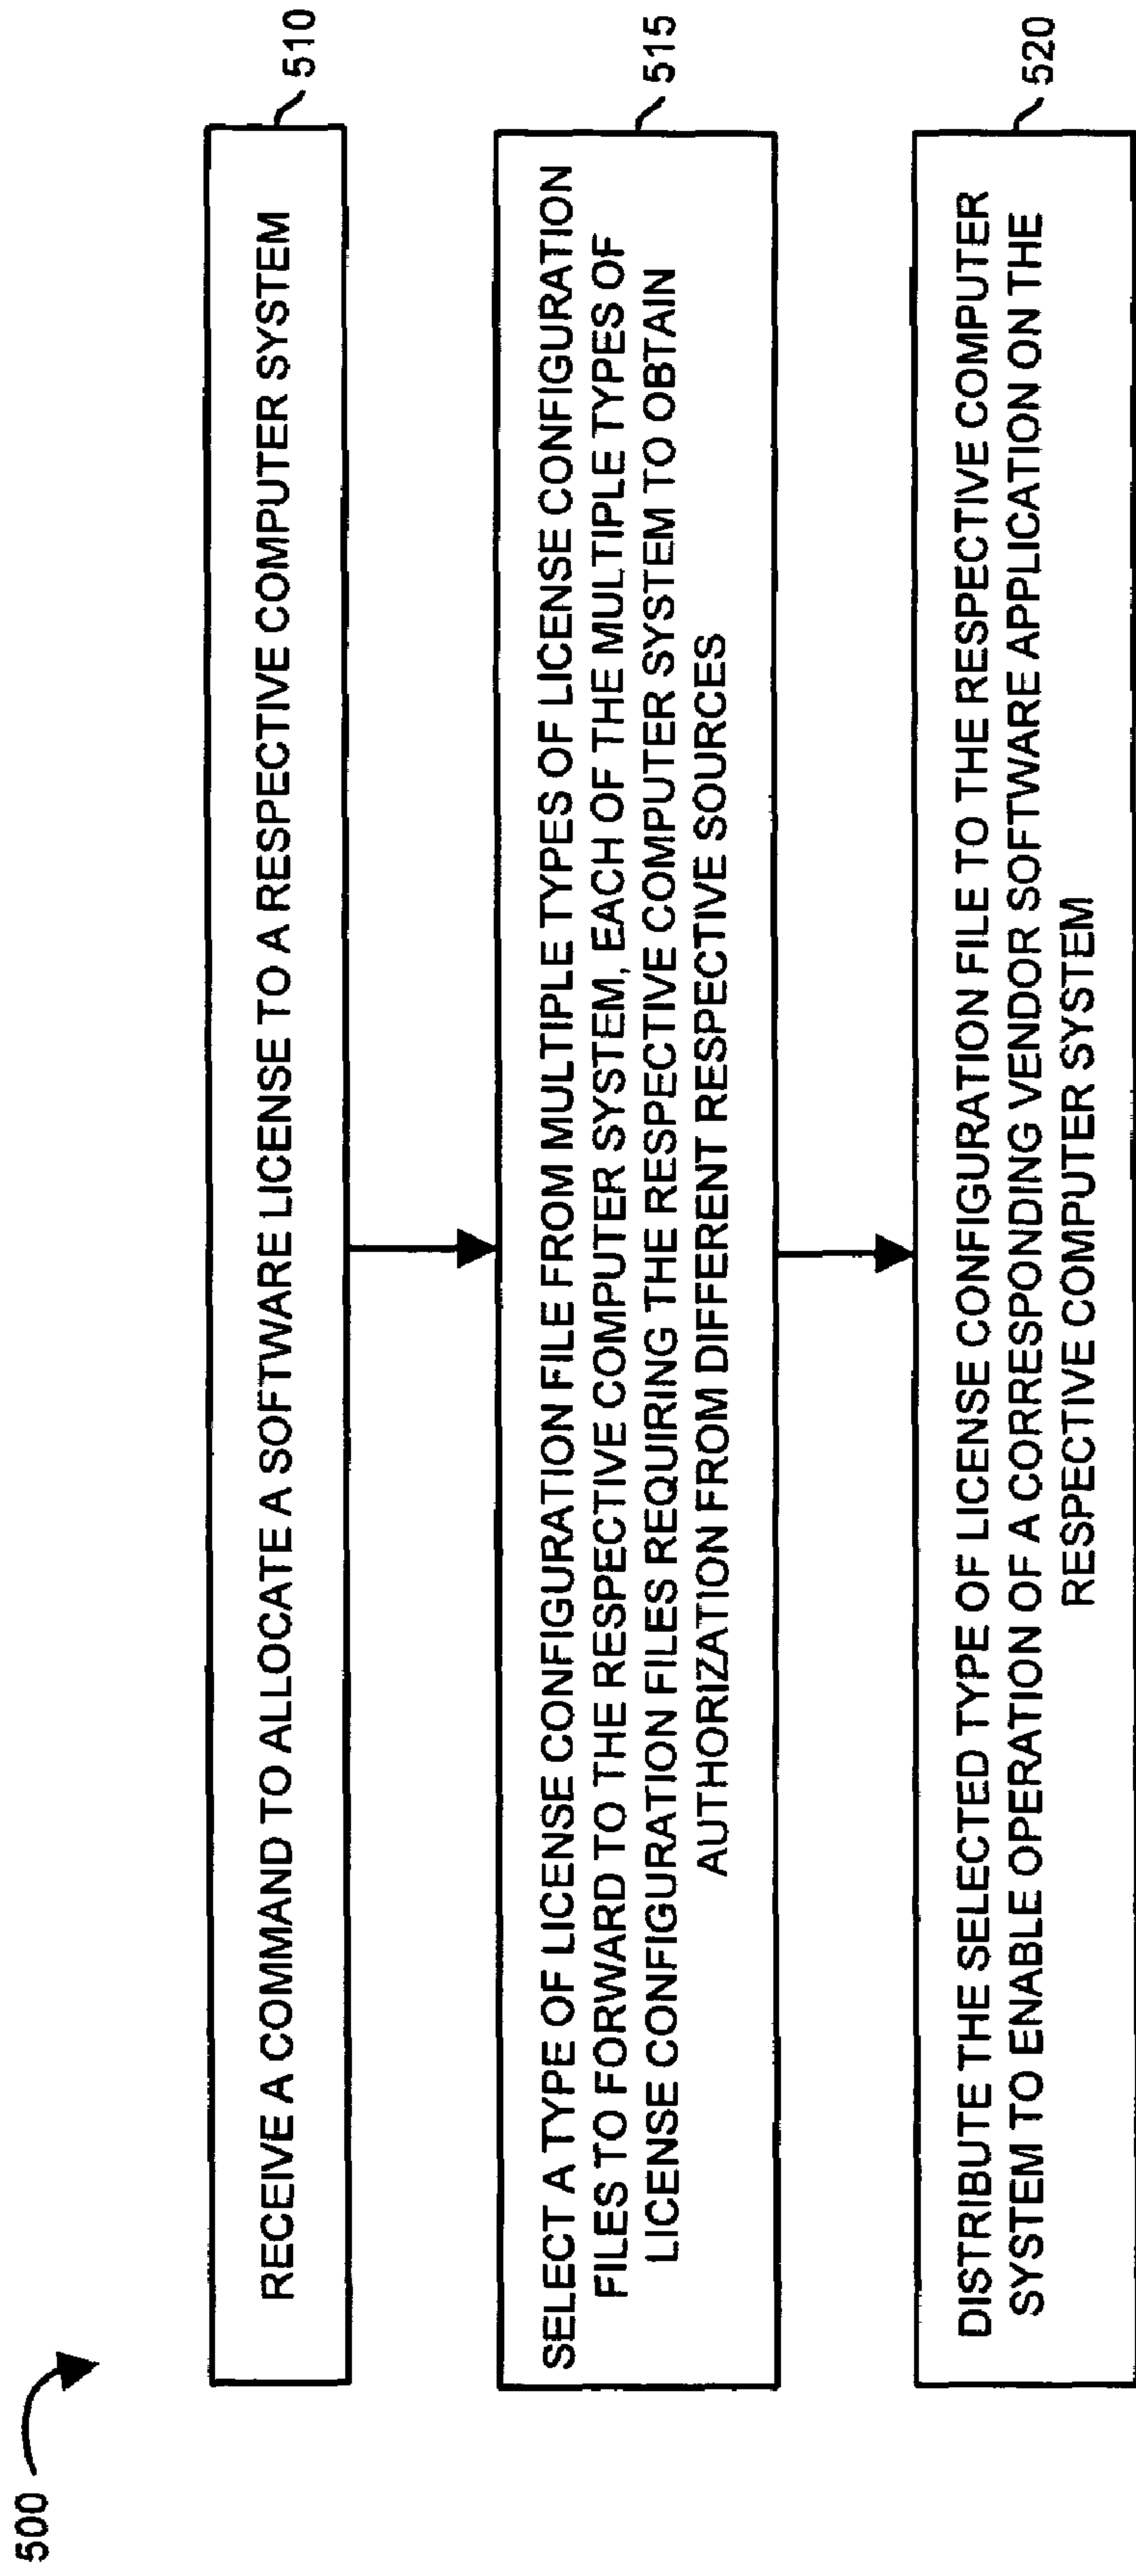 500
RECEIVE A COMMAND TO ALLOCATE A SOFTWARE LICENSE TO A RESPECTIVE COMPUTER SYSTEM
510
SELECT A TYPE OF LICENSE CONFIGURATION FILE FROM MULTIPLE TYPES OF LICENSE CONFIGURATION
FILES TO FORWARD TO THE RESPECTIVE COMPUTER SYSTEM, EACH OF THE MULTIPLE TYPES OF
LICENSE CONFIGURATION FILES REQUIRING THE RESPECTIVE COMPUTER SYSTEM TO OBTAIN
AUTHORIZATION FROM DIFFERENT RESPECTIVE SOURCES
515
DISTRIBUTE THE SELECTED TYPE OF LICENSE CONFIGURATION FILE TO THE RESPECTIVE COMPUTER
SYSTEM TO ENABLE OPERATION OF A CORRESPONDING VENDOR SOFTWARE APPLICATION ON THE
RESPECTIVE COMPUTER SYSTEM
520